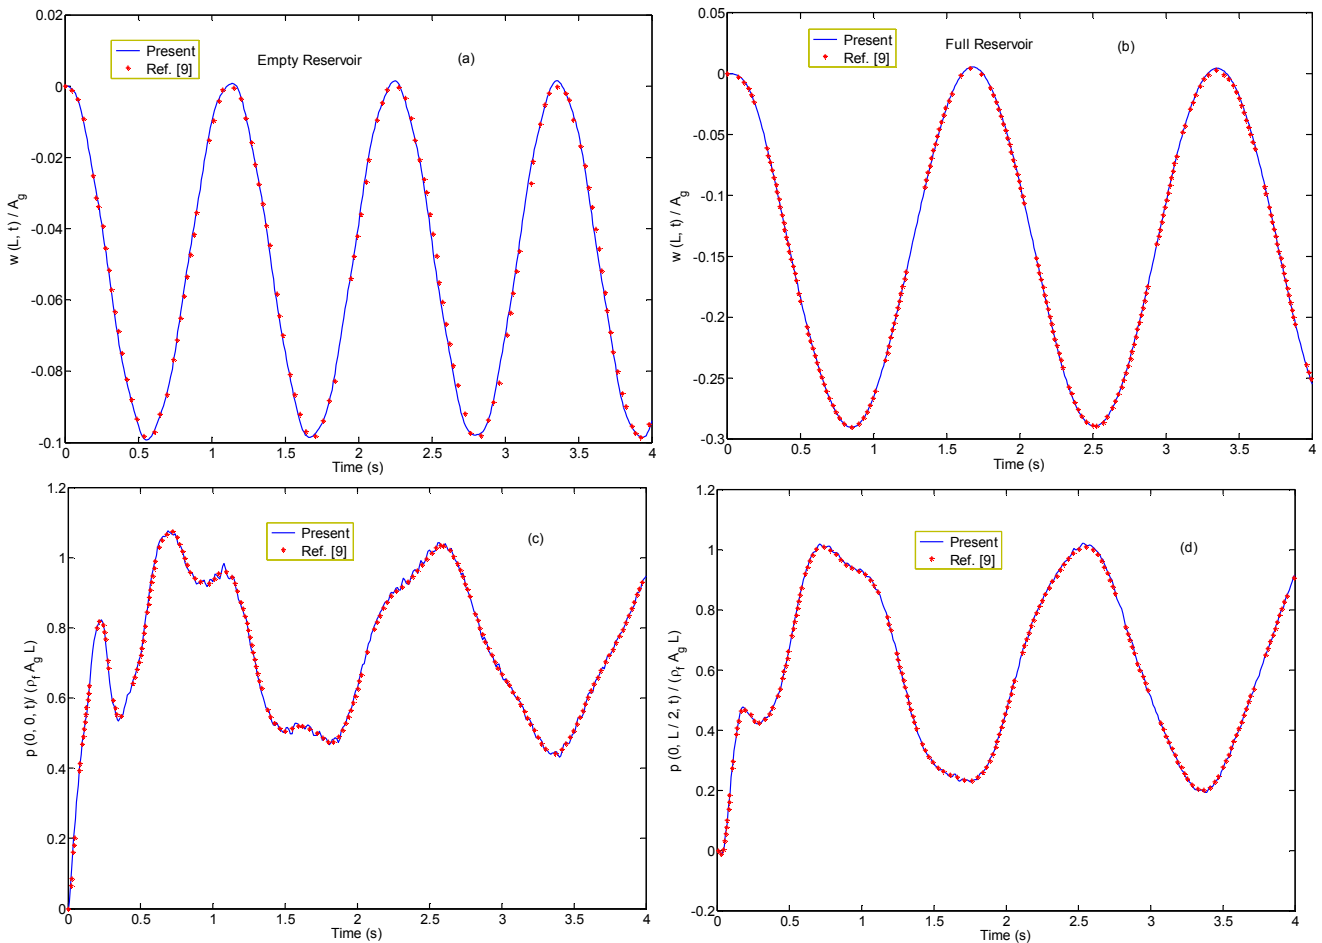 0.02
0
-0.02
-0.04
-0.06
-0.08
-0.1
w (L, t) / A_g
Present
Ref. [9]
Empty Reservoir
(a)
0 0.5 1 1.5 2 2.5 3 3.5 4
Time (s)
0.05
0
-0.05
-0.1
-0.15
-0.2
-0.25
-0.3
w (L, t) / A_g
Present
Ref. [9]
Full Reservoir
(b)
0 0.5 1 1.5 2 2.5 3 3.5 4
Time (s)
1.2
1
0.8
0.6
0.4
0.2
0
p (0, 0, t)/ (ρ_f A_g L)
Present
Ref. [9]
(c)
0 0.5 1 1.5 2 2.5 3 3.5 4
Time (s)
1.2
1
0.8
0.6
0.4
0.2
0
-0.2
p (0, L / 2, t) / (ρ_f A_g L)
Present
Ref. [9]
(d)
0 0.5 1 1.5 2 2.5 3 3.5 4
Time (s)